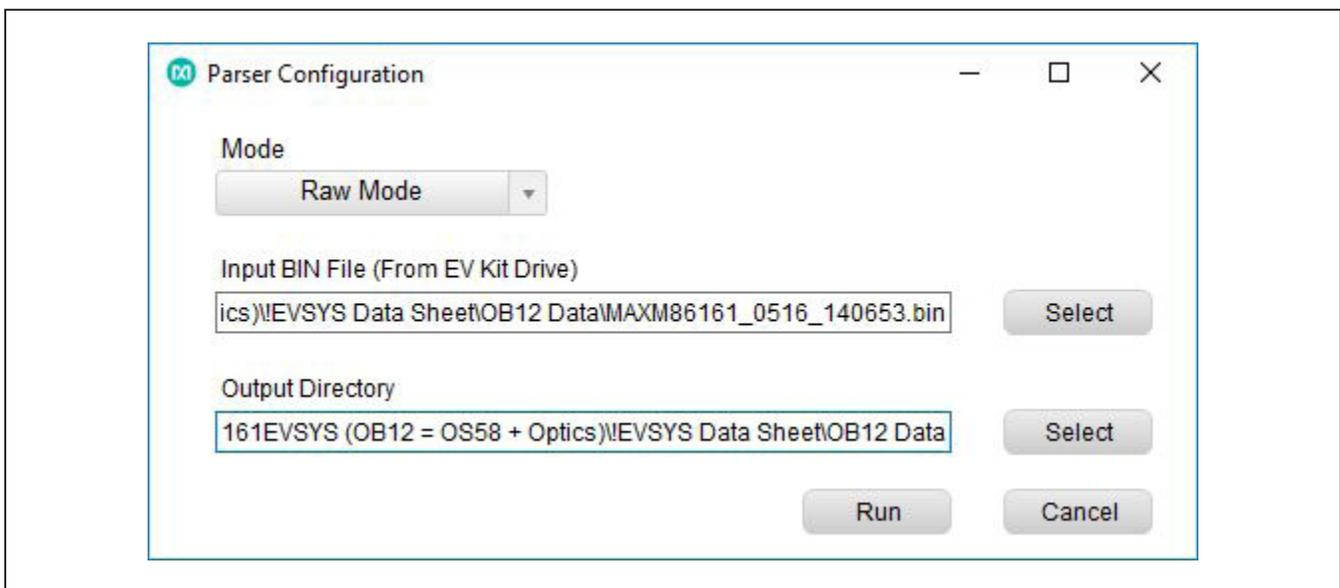 Parser Configuration
Mode
Raw Mode
Input BIN File (From EV Kit Drive)
ics)\!EVSYS Data Sheet\OB12 Data\MAXM86161_0516_140653.bin
Select
Output Directory
161EVSYS (OB12 = OS58 + Optics)\!EVSYS Data Sheet\OB12 Data
Select
Run
Cancel